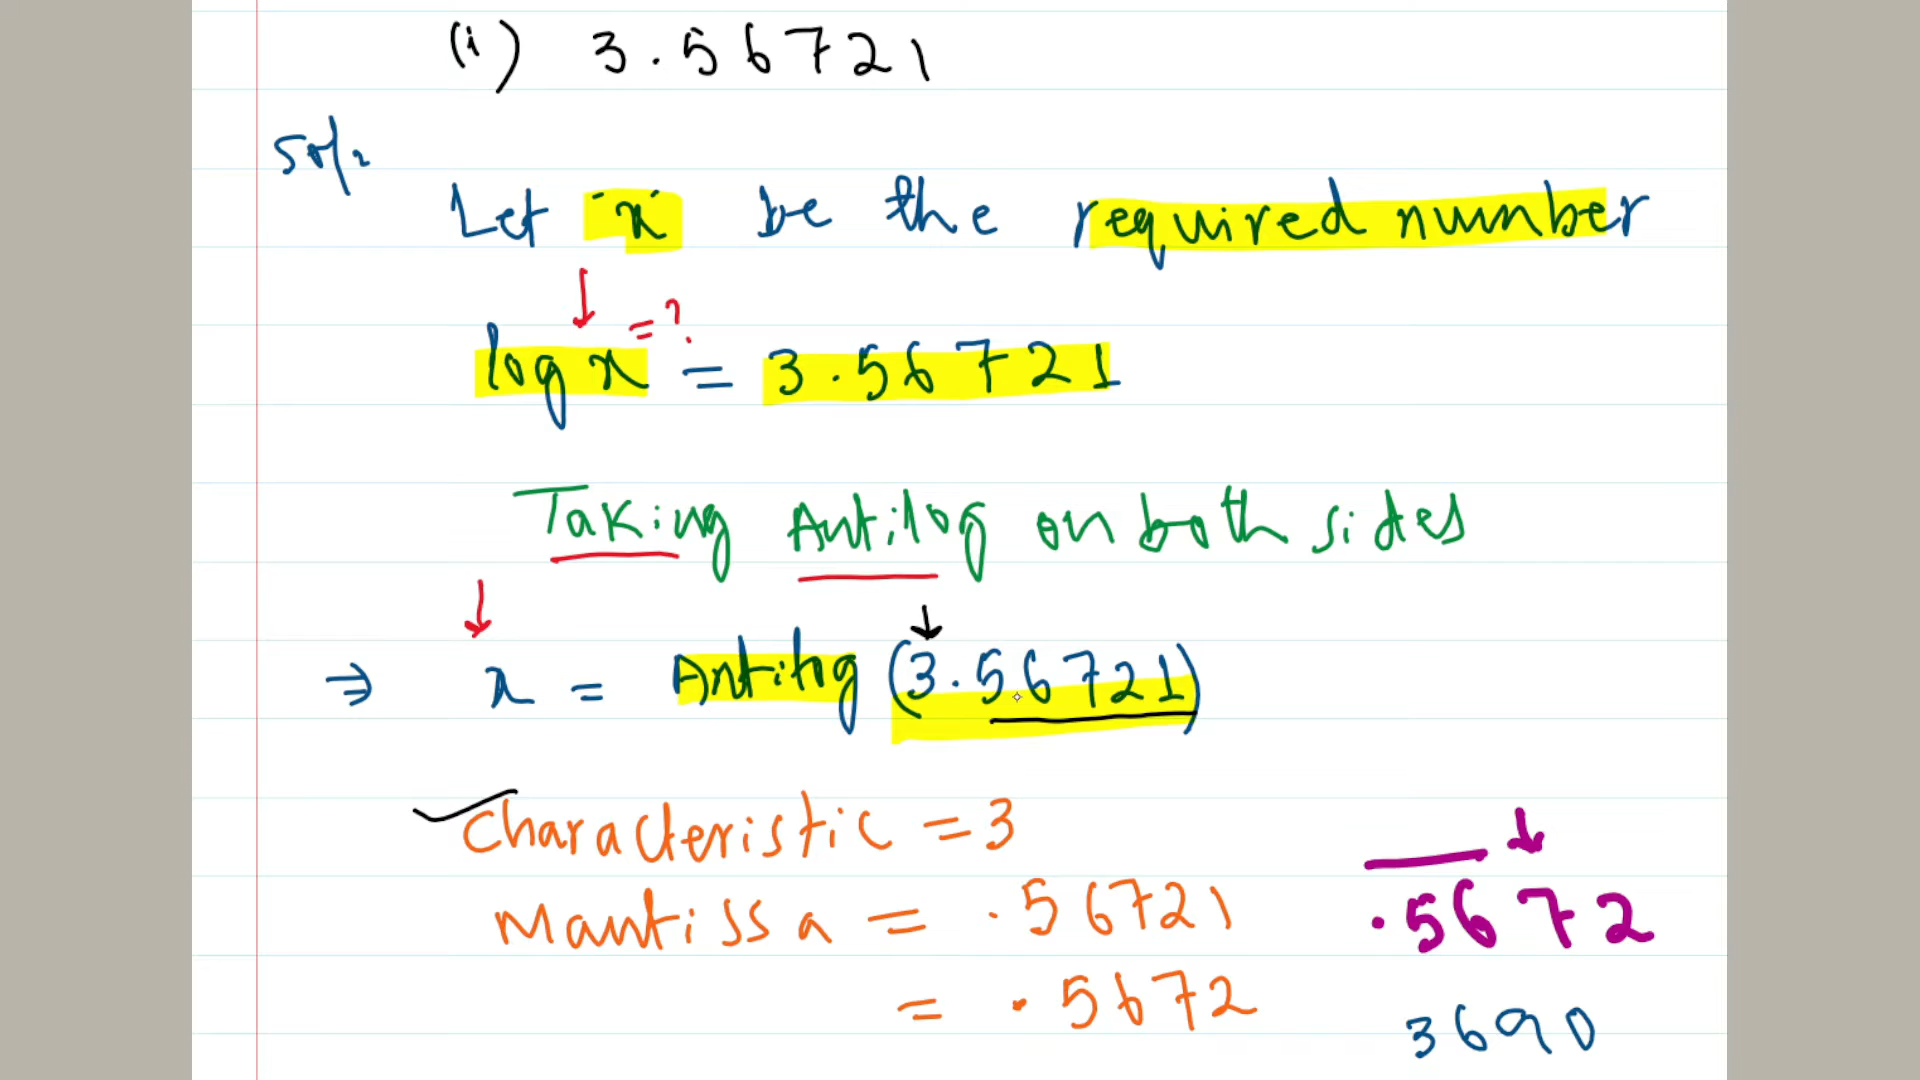 (i) 3.56721
Sol:
Let 'x' be the required number
= ?
log x = 3.56721
Taking Antilog on both sides
⇒ x = Antilog (3.56721)
Characteristic = 3
Mantissa = .56721
.5672
= .5672
3690